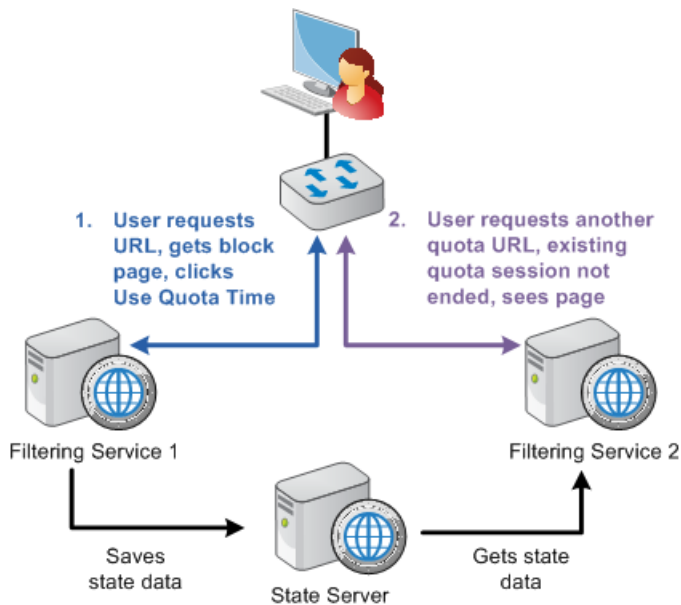 1. User requests
URL, gets block
page, clicks
Use Quota Time
2. User requests another
quota URL, existing
quota session not
ended, sees page
Filtering Service 1
Filtering Service 2
Saves
state data
State Server
Gets state
data